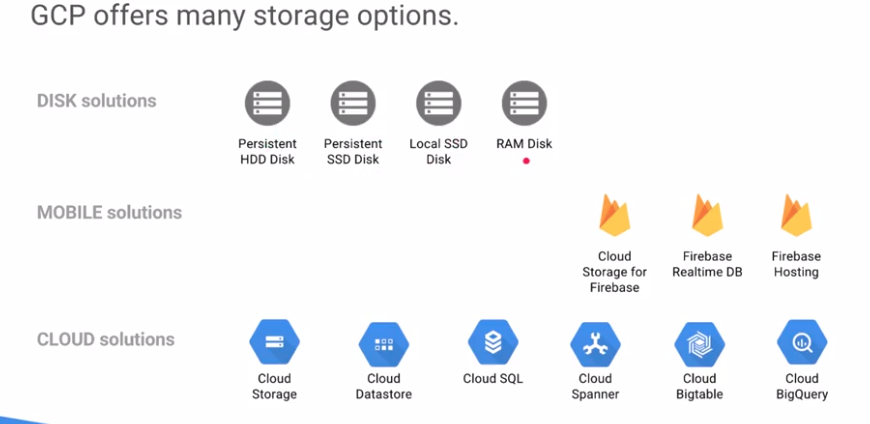 GCP offers many storage options.
DISK solutions
Persistent
HDD Disk
Persistent
SSD Disk
Local SSD
Disk
RAM Disk
MOBILE solutions
Cloud
Storage for
Firebase
Firebase
Realtime DB
Firebase
Hosting
CLOUD solutions
Cloud
Storage
Cloud
Datastore
Cloud SQL
Cloud
Spanner
Cloud
Bigtable
Cloud
BigQuery